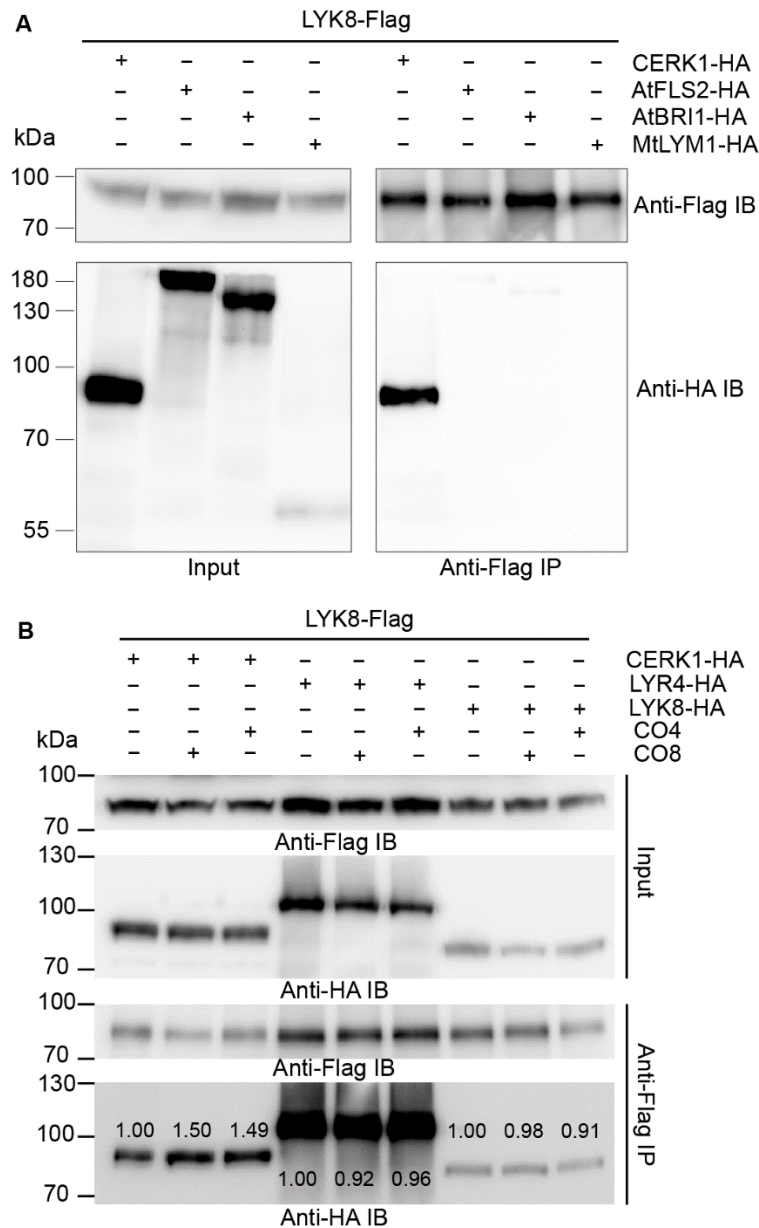 A
LYK8-Flag
+ – – – + – – – CERK1-HA
– + – – – + – – AtFLS2-HA
– – + – – – + – AtBRI1-HA
kDa – – – + – – – + MtLYM1-HA
100
70
Anti-Flag IB
180
130
100
70
55
Anti-HA IB
Input Anti-Flag IP
B
LYK8-Flag
+ + + – – – – – – CERK1-HA
– – – + + + – – – LYR4-HA
– – – – – – + + + LYK8-HA
kDa – – + – – + – – + CO4
– + – – + – – + – CO8
100
70
Anti-Flag IB
130
100
70
Anti-HA IB
Input
100
70
Anti-Flag IB
130
100
70
1.00 1.50 1.49 1.00 0.98 0.91
1.00 0.92 0.96
Anti-HA IB
Anti-Flag IP